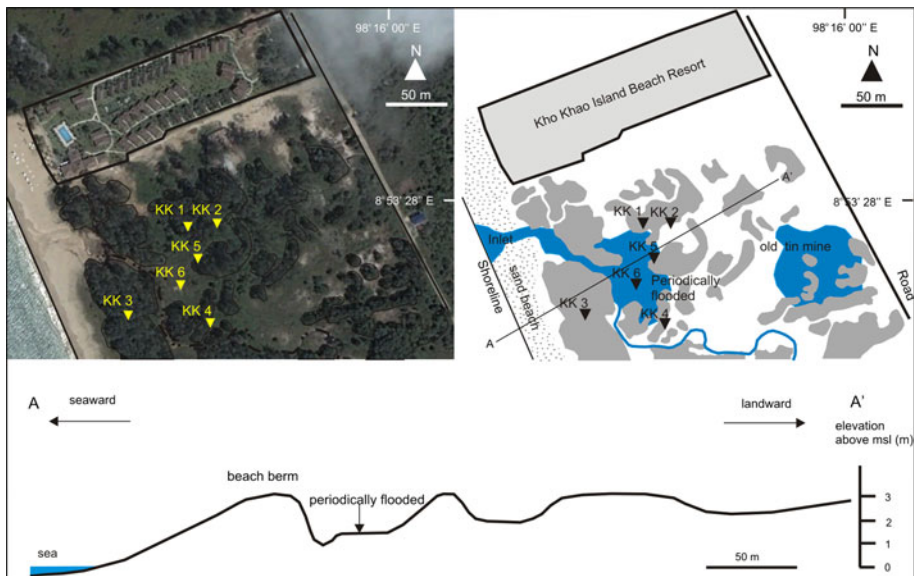 98° 16' 00'' E
N
50 m
8°53' 28'' E
KK 1
KK 2
KK 5
KK 6
KK 3
KK 4
98° 16' 00'' E
N
50 m
Kho Khao Island Beach Resort
8°53' 28'' E
A'
KK 1
KK 2
Inlet
KK 5
old tin mine
KK 6
Periodically
flooded
Shoreline
sand beach
KK 3
KK 4
Road
A
A
seaward
landward
A'
elevation
above msl (m)
beach berm
periodically flooded
3
2
1
0
sea
50 m